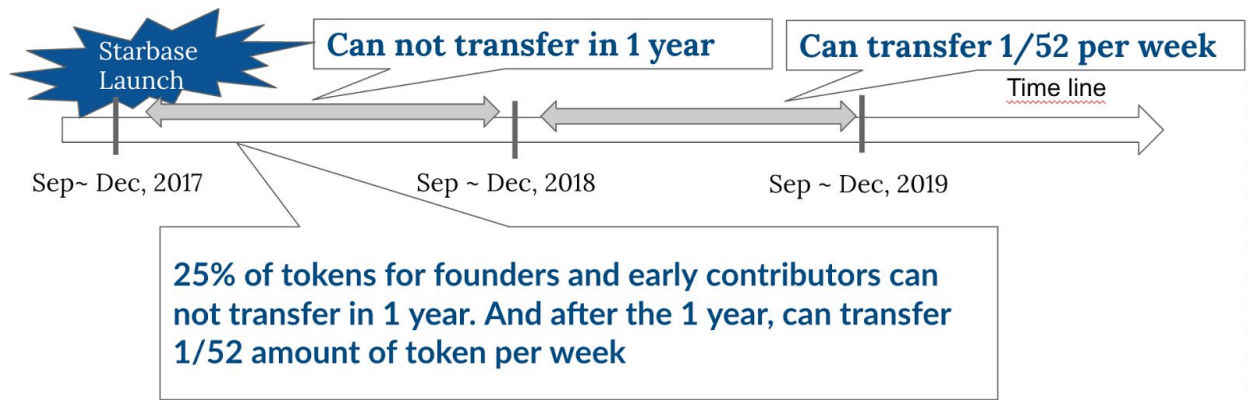 Starbase
Launch
Can not transfer in 1 year
Can transfer 1/52 per week
Time line
Sep~ Dec, 2017
Sep ~ Dec, 2018
Sep ~ Dec, 2019
25% of tokens for founders and early contributors can
not transfer in 1 year. And after the 1 year, can transfer
1/52 amount of token per week